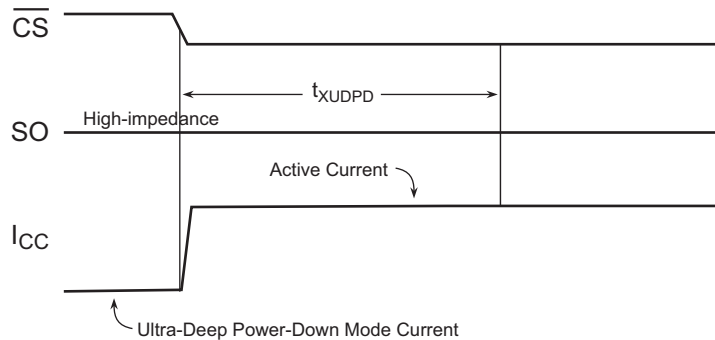 CS
tXUDPD
High-impedance
SO
Active Current
ICC
Ultra-Deep Power-Down Mode Current